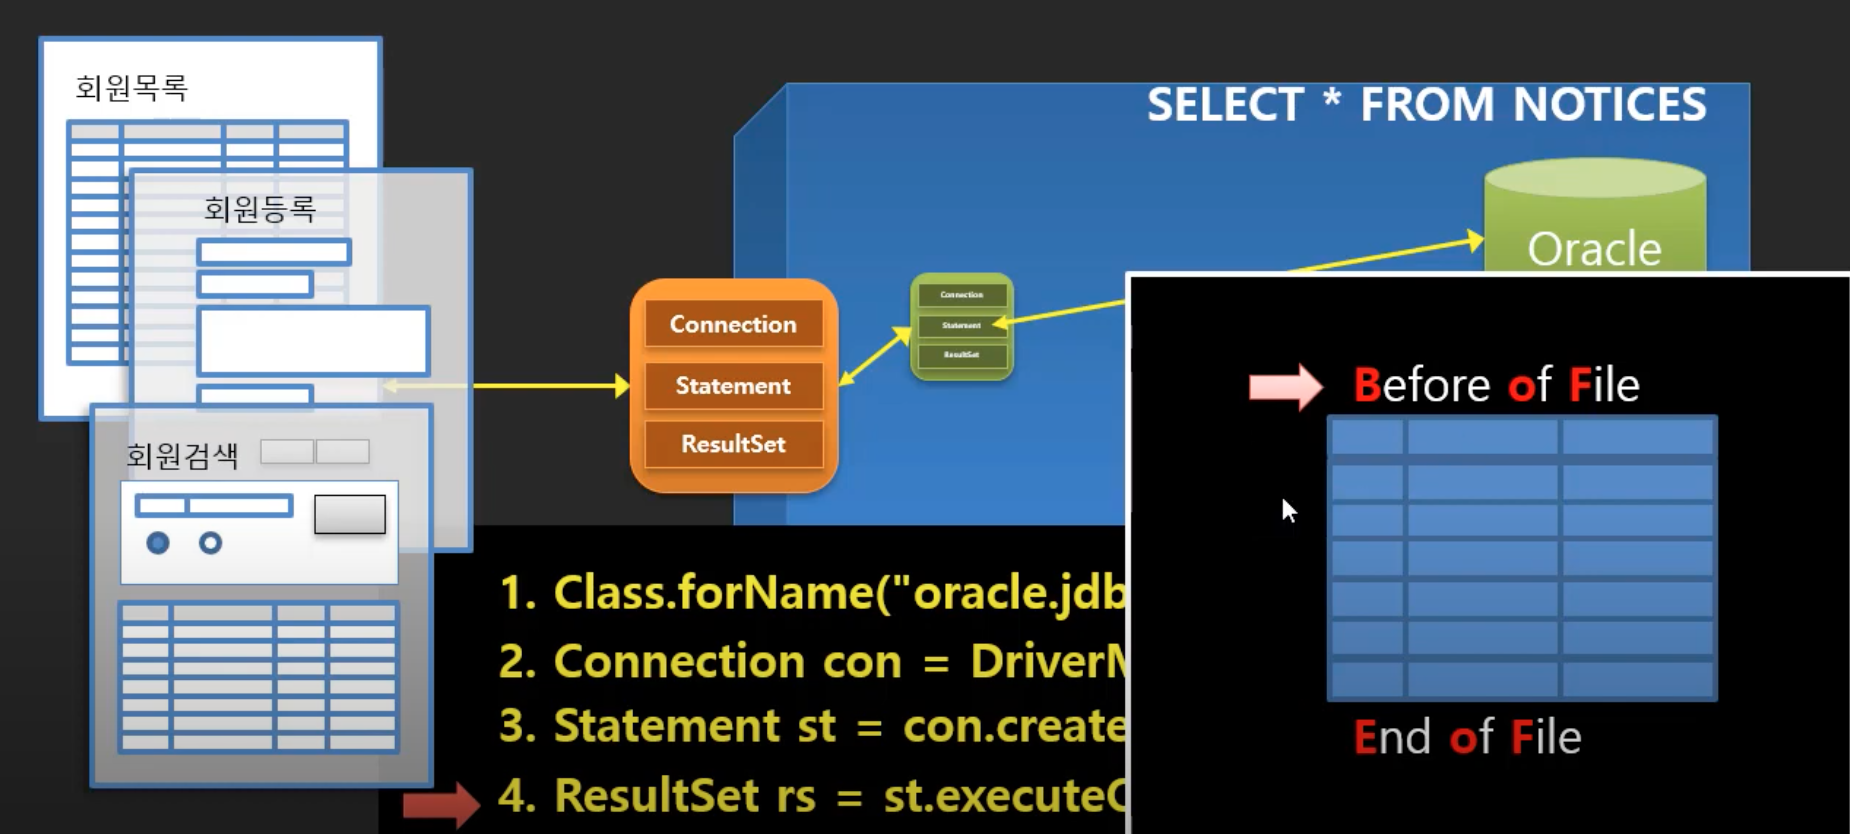 회원목록
회원등록
회원검색
Connection
Statement
ResultSet
Connection
Statement
ResultSet
SELECT * FROM NOTICES
Oracle
1. Class.forName("oracle.jdb
2. Connection con = DriverM
3. Statement st = con.create
4. ResultSet rs = st.execute
Before of File
End of File